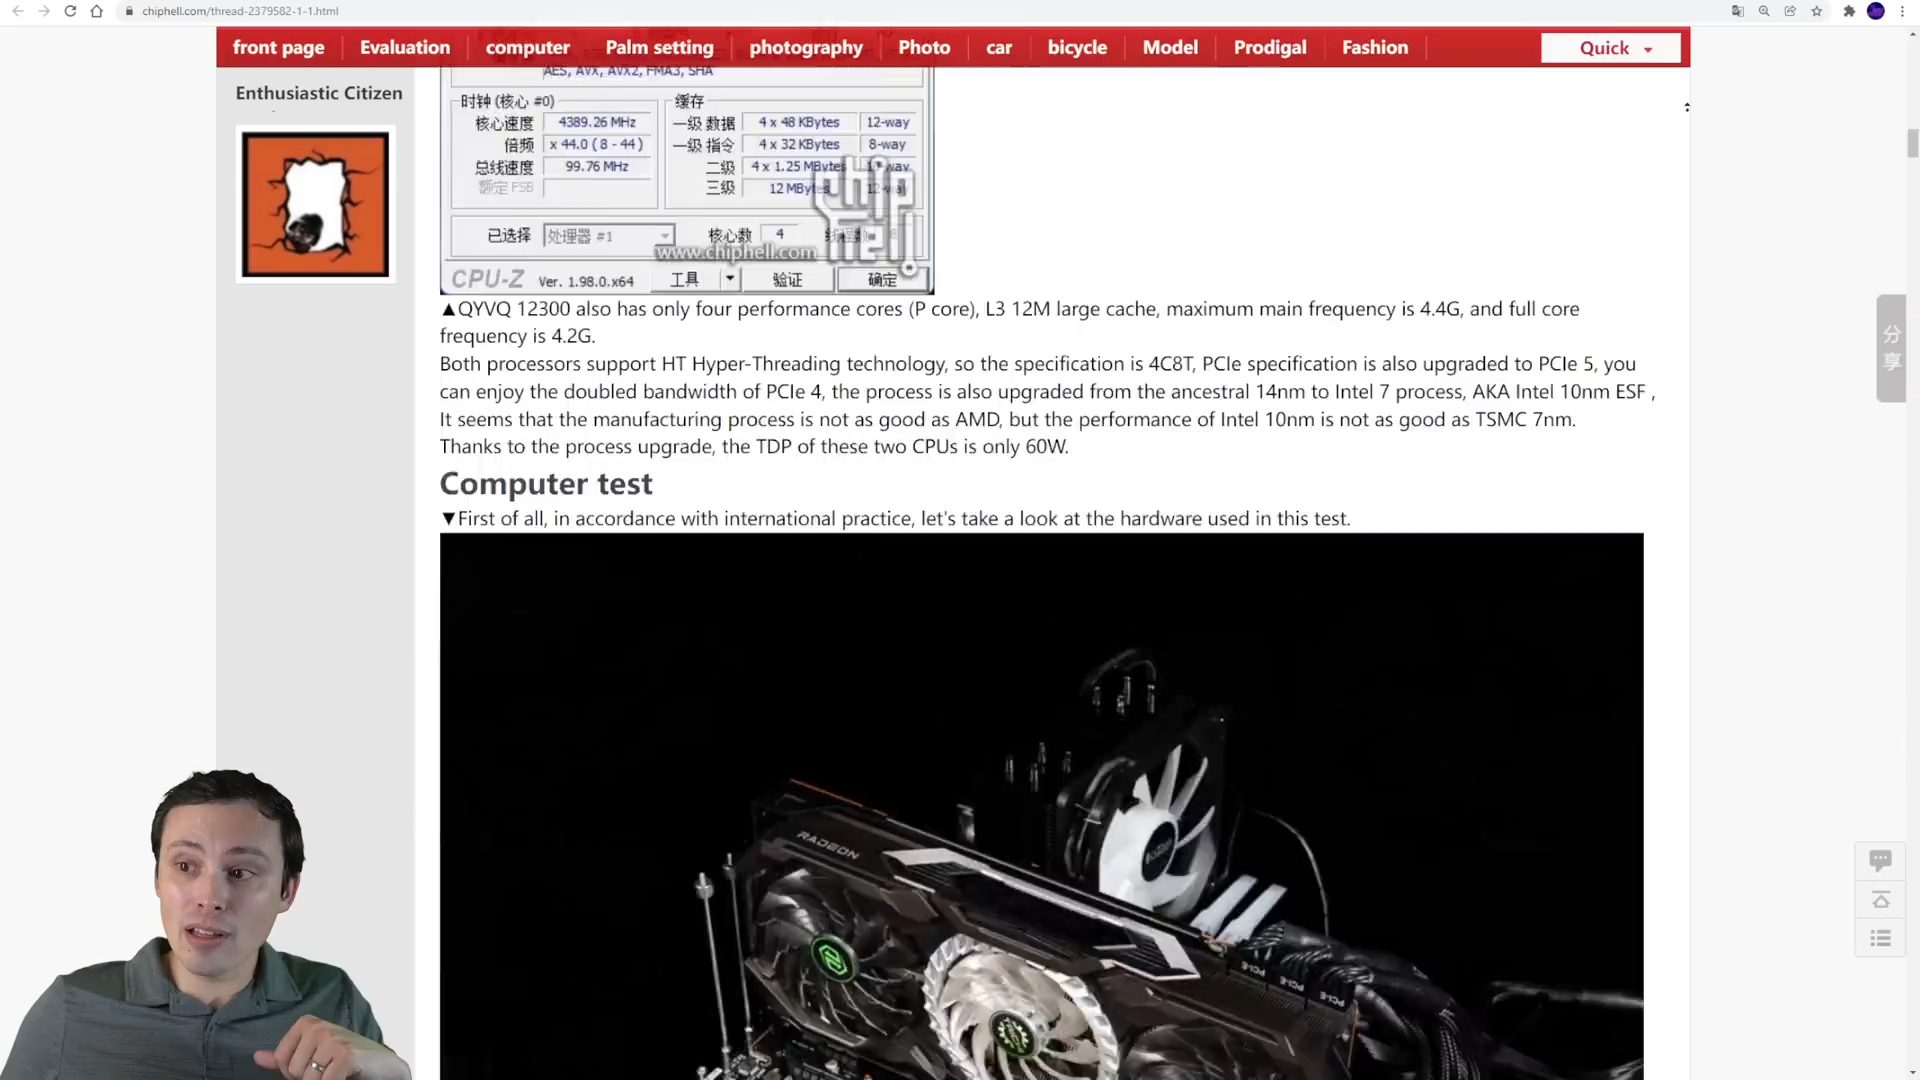 chiphell.com/thread-2379582-1-1.html
front page Evaluation computer Palm setting photography Photo car bicycle Model Prodigal Fashion Quick
Enthusiastic Citizen
AES, AVX, AVX2, FMA3, SHA
时钟 (核心 #0) 缓存
核心速度 4389.26 MHz 一级 数据 4 x 48 KBytes 12-way
倍频 x 44.0 ( 8 - 44 ) 一级 指令 4 x 32 KBytes 8-way
总线速度 99.76 MHz 二级 4 x 1.25 MBytes
额定 FSB 三级 12 MBytes 12-way
已选择 处理器 #1 核心数 4
www.chiphell.com
chip hell
CPU-Z Ver. 1.98.0.x64 工具 验证 确定
▲QYVQ 12300 also has only four performance cores (P core), L3 12M large cache, maximum main frequency is 4.4G, and full core
frequency is 4.2G.
Both processors support HT Hyper-Threading technology, so the specification is 4C8T, PCIe specification is also upgraded to PCIe 5, you
can enjoy the doubled bandwidth of PCIe 4, the process is also upgraded from the ancestral 14nm to Intel 7 process, AKA Intel 10nm ESF ,
It seems that the manufacturing process is not as good as AMD, but the performance of Intel 10nm is not as good as TSMC 7nm.
Thanks to the process upgrade, the TDP of these two CPUs is only 60W.
Computer test
▼First of all, in accordance with international practice, let's take a look at the hardware used in this test.
RADEON
PCI-E
PCI-E
PCI-E
分
享